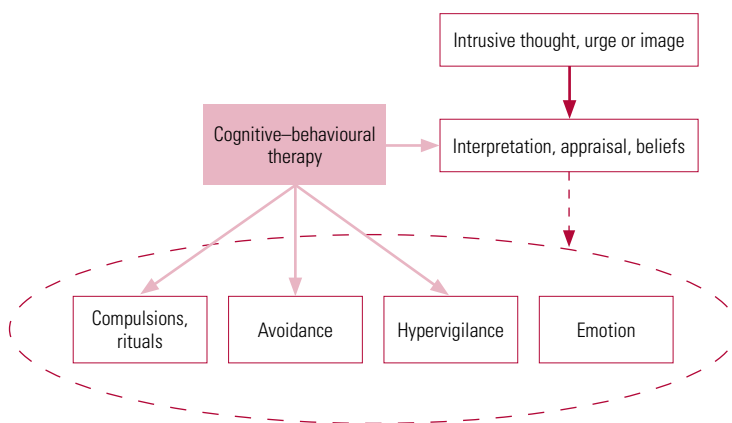 Intrusive thought, urge or image
Cognitive–behavioural
therapy
Interpretation, appraisal, beliefs
Compulsions,
rituals
Avoidance
Hypervigilance
Emotion